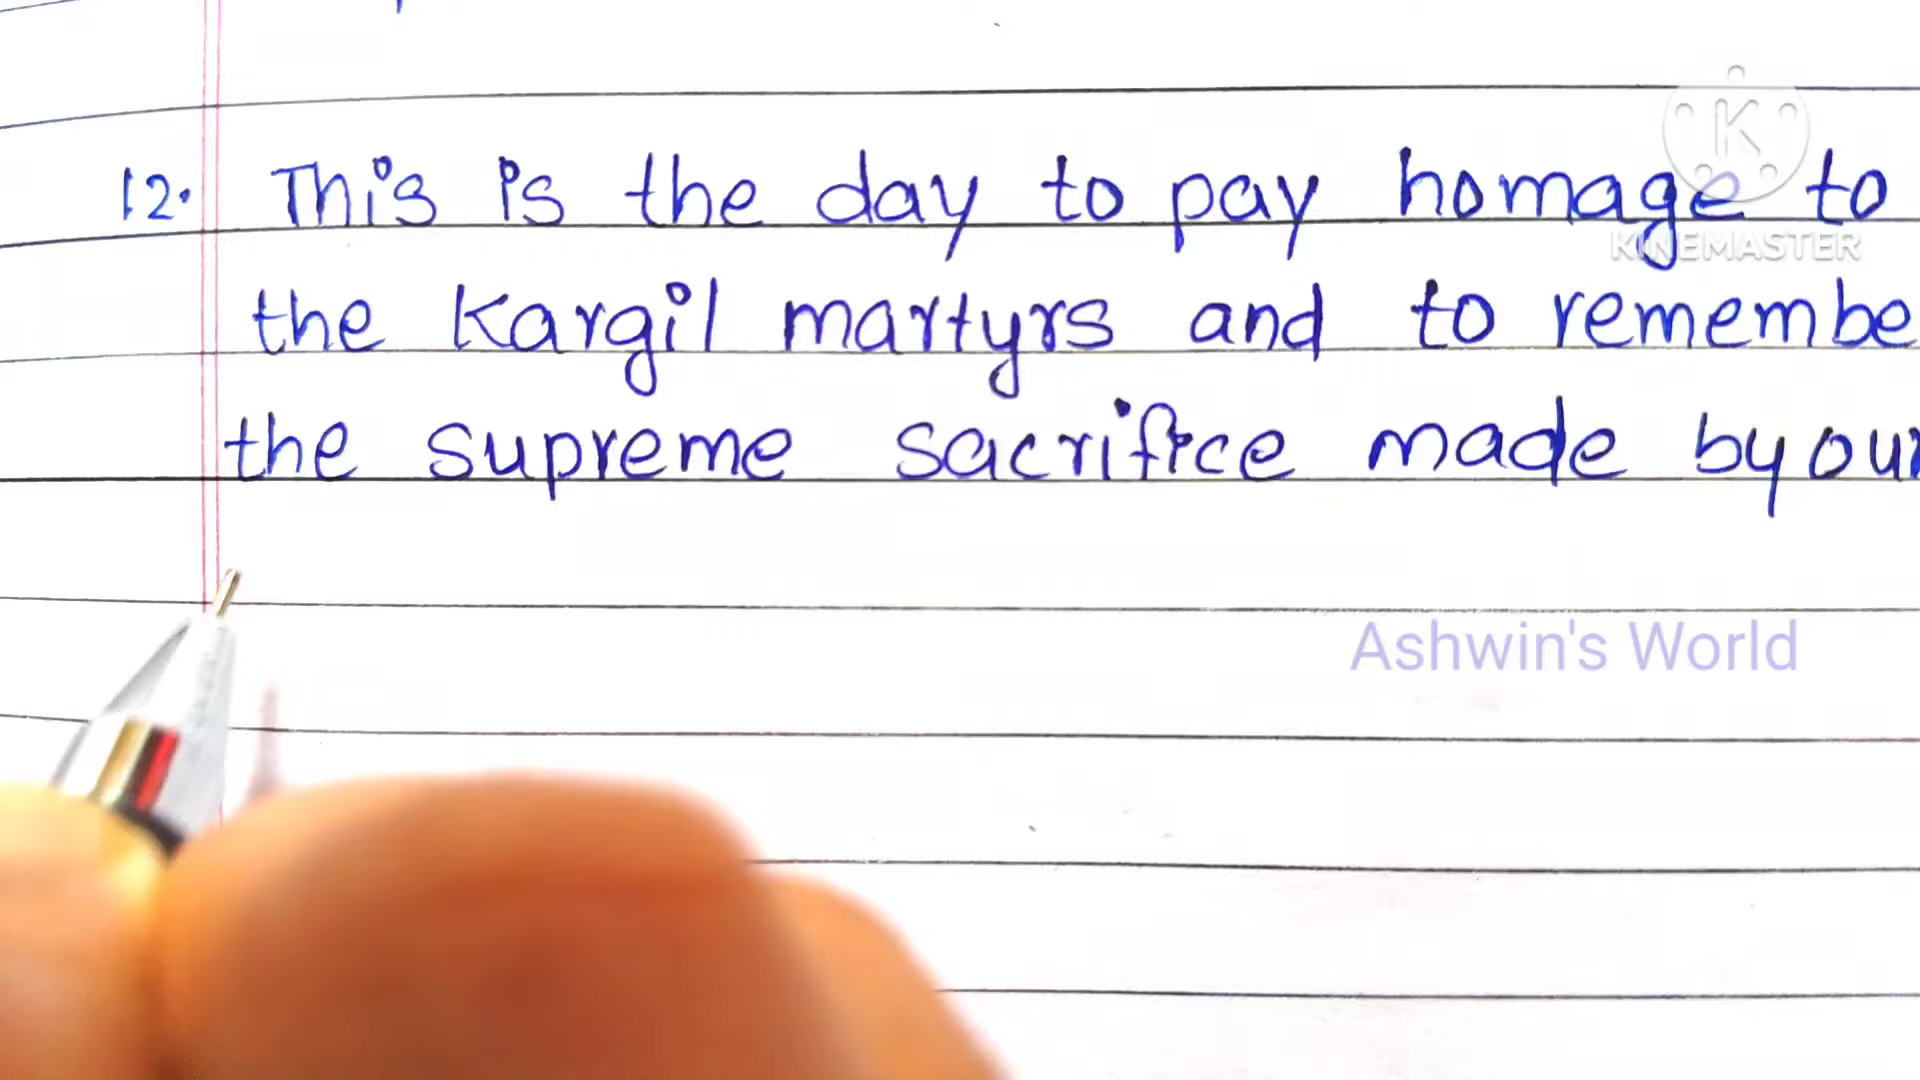 12. This is the day to pay homage to
the Kargil martyrs and to remembe
the supreme sacrifice made by our
KINEMASTER
Ashwin's World